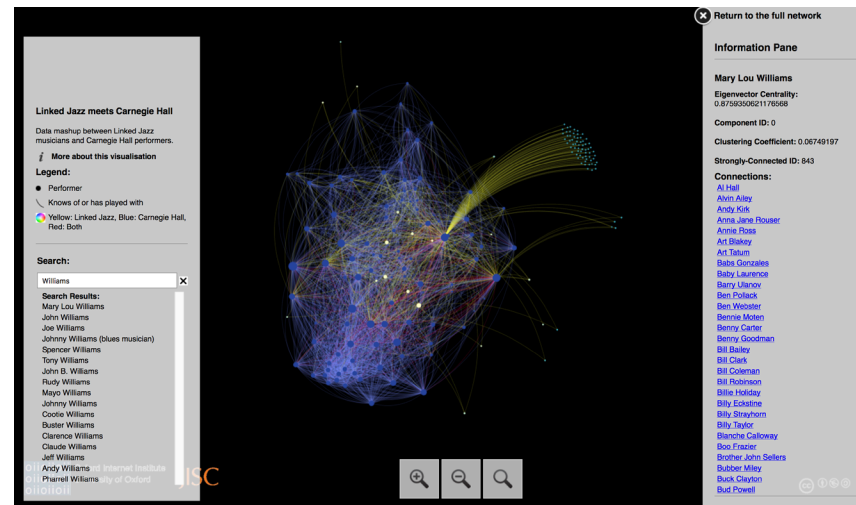 Linked Jazz meets Carnegie Hall
Data mashup between Linked Jazz
musicians and Carnegie Hall performers.
i More about this visualisation
Legend:
Performer
Knows of or has played with
Yellow: Linked Jazz, Blue: Carnegie Hall,
Red: Both
Search:
Williams
Search Results:
Mary Lou Williams
John Williams
Joe Williams
Johnny Williams (blues musician)
Spencer Williams
Tony Williams
John B. Williams
Rudy Williams
Mayo Williams
Johnny Williams
Cootie Williams
Buster Williams
Clarence Williams
Claude Williams
Jeff Williams
Andy Williams
Pharrell Williams
Internet Institute
of Oxford
JISC
Return to the full network
Information Pane
Mary Lou Williams
Eigenvector Centrality:
0.8759350621176568
Component ID: 0
Clustering Coefficient: 0.06749197
Strongly-Connected ID: 843
Connections:
Al Hall
Alvin Ailey
Andy Kirk
Anna Jane Rouser
Annie Ross
Art Blakey
Art Tatum
Babs Gonzales
Baby Laurence
Barry Ulanov
Ben Pollack
Ben Webster
Bennie Moten
Benny Carter
Benny Goodman
Bill Bailey
Bill Clark
Bill Coleman
Bill Robinson
Billie Holiday
Billy Eckstine
Billy Strayhorn
Billy Taylor
Blanche Calloway
Boo Frazier
Brother John Sellers
Bubber Miley
Buck Clayton
Bud Powell